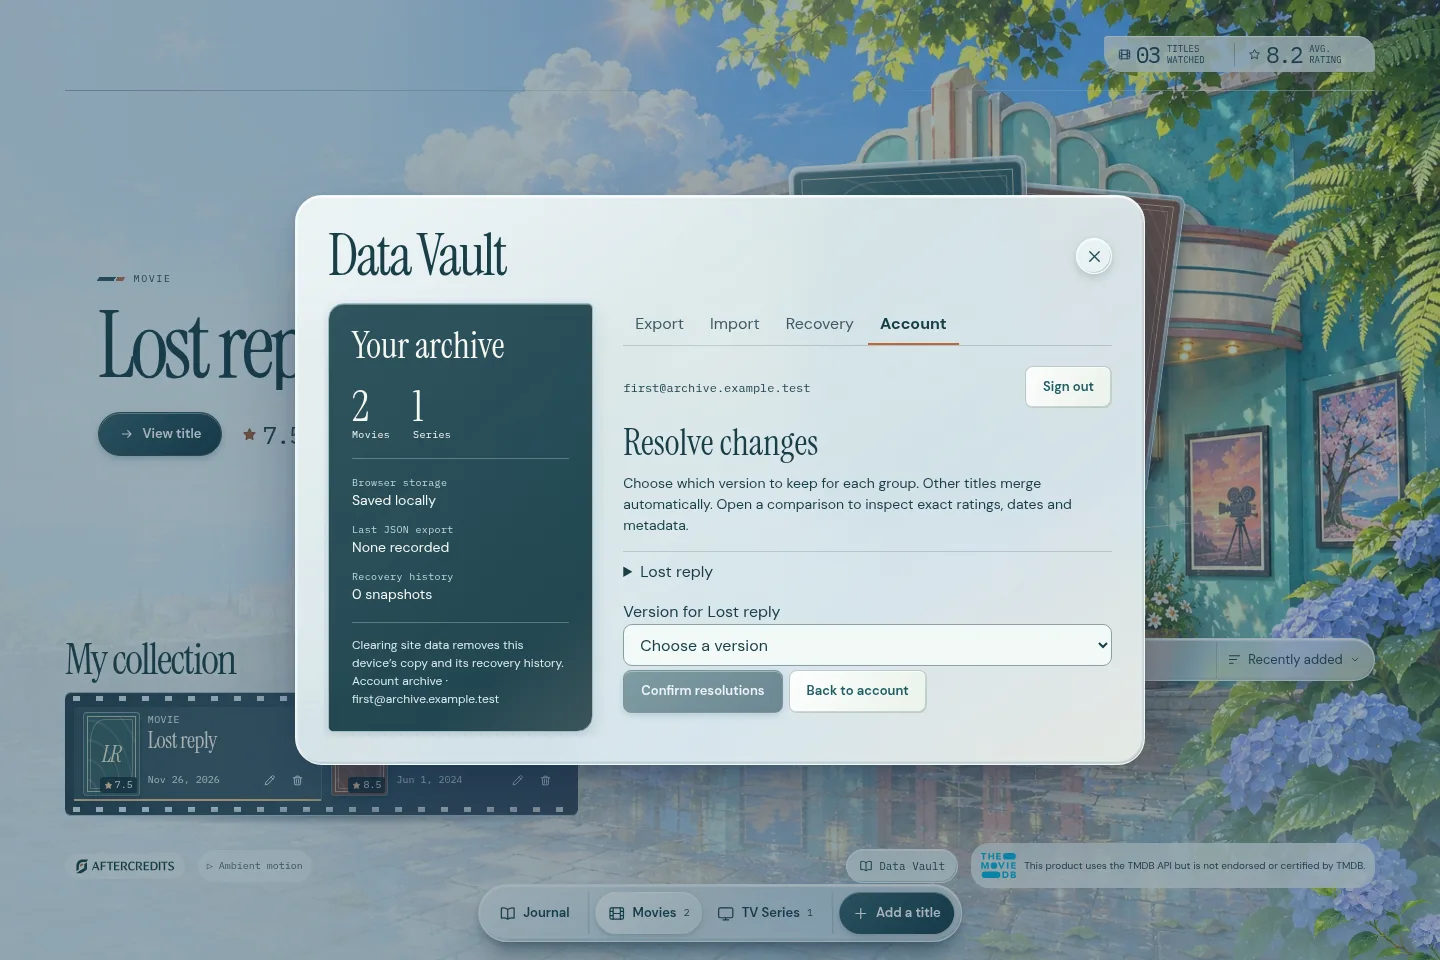 03 TITLES WATCHED
8.2 AVG. RATING
MOVIE
Lost rep
View title
7.5
Data Vault
Your archive
2 Movies
1 Series
Browser storage
Saved locally
Last JSON export
None recorded
Recovery history
0 snapshots
Clearing site data removes this
device's copy and its recovery history.
Account archive ·
first@archive.example.test
Export Import Recovery Account
first@archive.example.test
Sign out
Resolve changes
Choose which version to keep for each group. Other titles merge
automatically. Open a comparison to inspect exact ratings, dates and
metadata.
Lost reply
Version for Lost reply
Choose a version
Confirm resolutions
Back to account
My collection
Recently added
LR
7.5
MOVIE
Lost reply
Nov 26, 2026
8.5
Jun 1, 2024
AFTERCREDITS
Ambient motion
Data Vault
THE
MOVIE
DB
This product uses the TMDB API but is not endorsed or certified by TMDB.
Journal
Movies 2
TV Series 1
Add a title